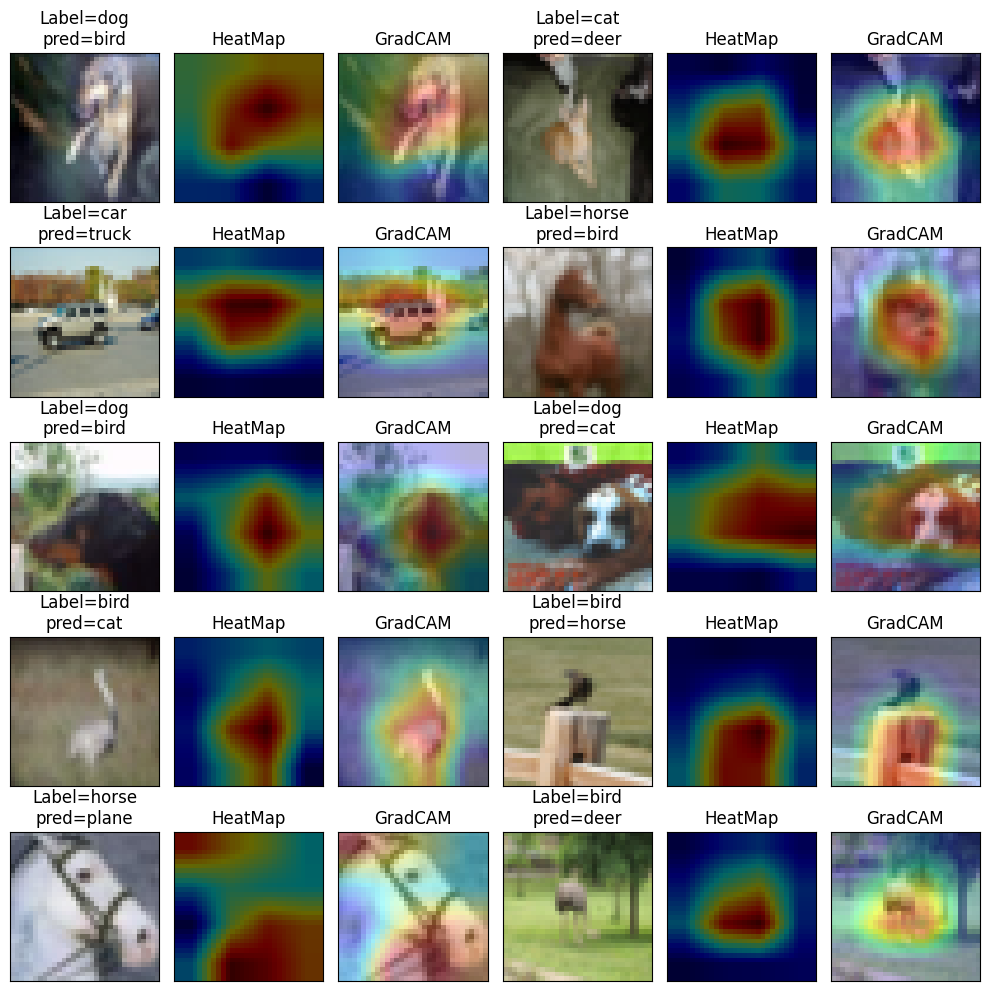 Label=dog
pred=bird
HeatMap
GradCAM
Label=cat
pred=deer
HeatMap
GradCAM
Label=car
pred=truck
HeatMap
GradCAM
Label=horse
pred=bird
HeatMap
GradCAM
Label=dog
pred=bird
HeatMap
GradCAM
Label=dog
pred=cat
HeatMap
GradCAM
Label=bird
pred=cat
HeatMap
GradCAM
Label=bird
pred=horse
HeatMap
GradCAM
Label=horse
pred=plane
HeatMap
GradCAM
Label=bird
pred=deer
HeatMap
GradCAM